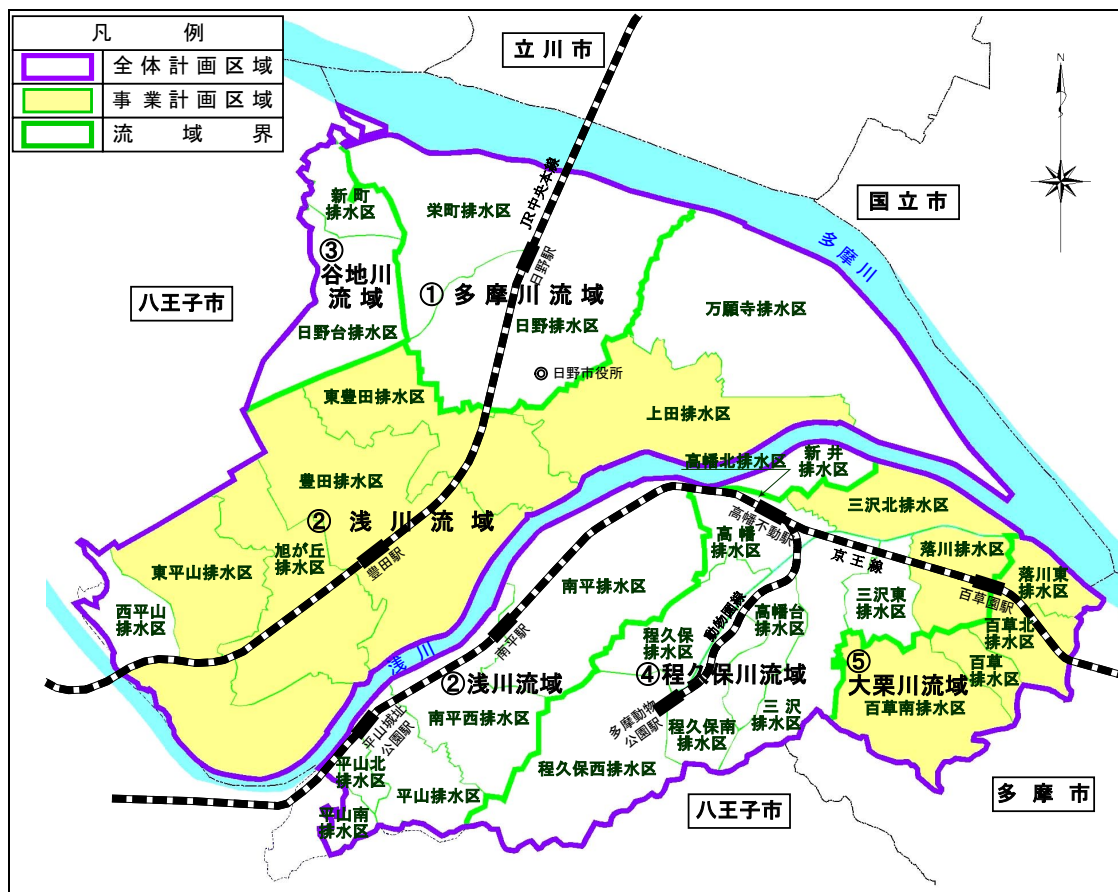 凡 例
全体計画区域
事業計画区域
流域界
立川市
国立市
八王子市
八王子市
多摩市
N
多摩川
浅川
JR中央本線
日野駅
日野市役所
新町
排水区
栄町排水区
③
谷地川
流域
① 多摩川流域
日野台排水区
日野排水区
万願寺排水区
東豊田排水区
上田排水区
豊田排水区
② 浅川流域
旭が丘
排水区
豊田駅
東平山排水区
西平山
排水区
高幡北排水区
新井
排水区
三沢北排水区
高幡不動駅
高幡
排水区
京王線
落川排水区
落川東
排水区
百草園駅
三沢東
排水区
百草北
排水区
百草
排水区
南平排水区
南平駅
動物園線
高幡台
排水区
程久保
排水区
④程久保川流域
⑤
大栗川流域
百草南排水区
②浅川流域
南平西排水区
多摩動物
公園駅
三沢
排水区
程久保南
排水区
程久保西排水区
平山城址
公園駅
平山北
排水区
平山排水区
平山南
排水区